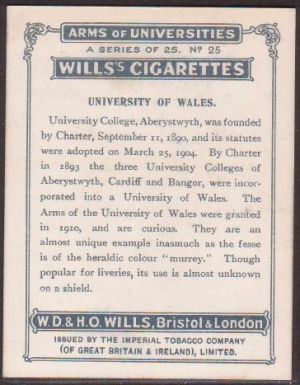 ARMS OF UNIVERSITIES
A SERIES OF 25. Nº 25
WILLS'S CIGARETTES
UNIVERSITY OF WALES.
University College, Aberystwyth, was founded
by Charter, September 11, 1890, and its statutes
were adopted on March 25, 1904. By Charter
in 1893 the three University Colleges of
Aberystwyth, Cardiff and Bangor, were incor-
porated into a University of Wales. The
Arms of the University of Wales were granted
in 1910, and are curious. They are an
almost unique example inasmuch as the fesse
is of the heraldic colour "murrey." Though
popular for liveries, its use is almost unknown
on a shield.
W.D. & H.O. WILLS, Bristol & London
ISSUED BY THE IMPERIAL TOBACCO COMPANY
(OF GREAT BRITAIN & IRELAND), LIMITED.